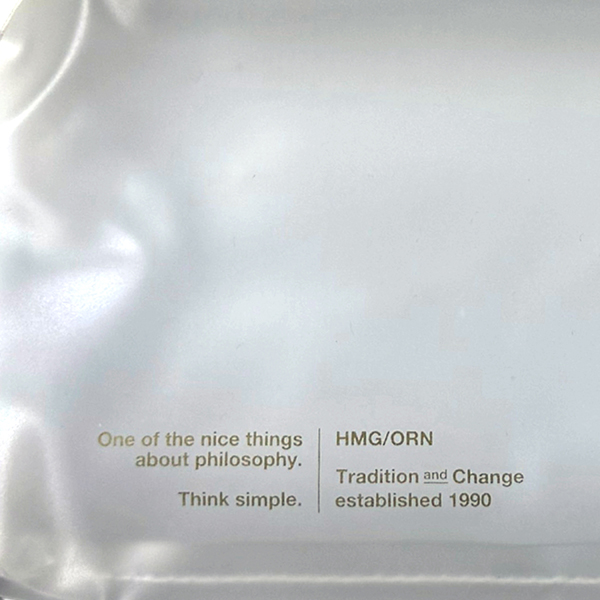 One of the nice things
about philosophy.
Think simple.
HMG/ORN
Tradition and Change
established 1990